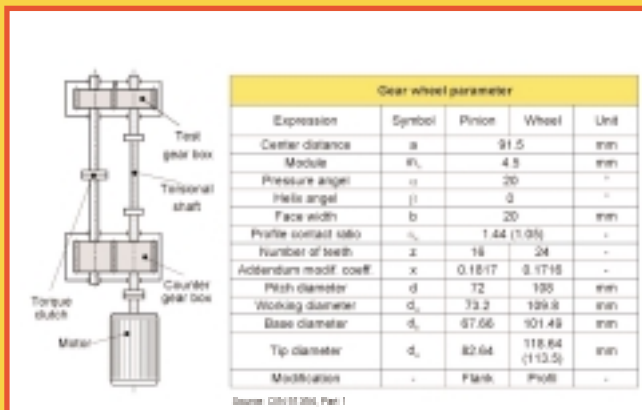 Test
gear box
Torsional
shaft
Counter
gear box
Torque
clutch
Motor
Gear wheel parameter
Expression Symbol Pinion Wheel Unit
Center distance a 91.5 mm
Module m 4.5 mm
Pressure angel 20 °
Helix angel β 0 °
Face width b 20 mm
Profile contact ratio 1.44 (1.05) -
Number of teeth z 16 24 -
Addendum modif. coeff. x 0.1817 0.1716 -
Pitch diameter d 72 108 mm
Working diameter d 73.2 109.8 mm
Base diameter d 67.66 101.49 mm
Tip diameter d 82.64 118.64 (113.5) mm
Modification - Flank Profil -
Source: Part 1